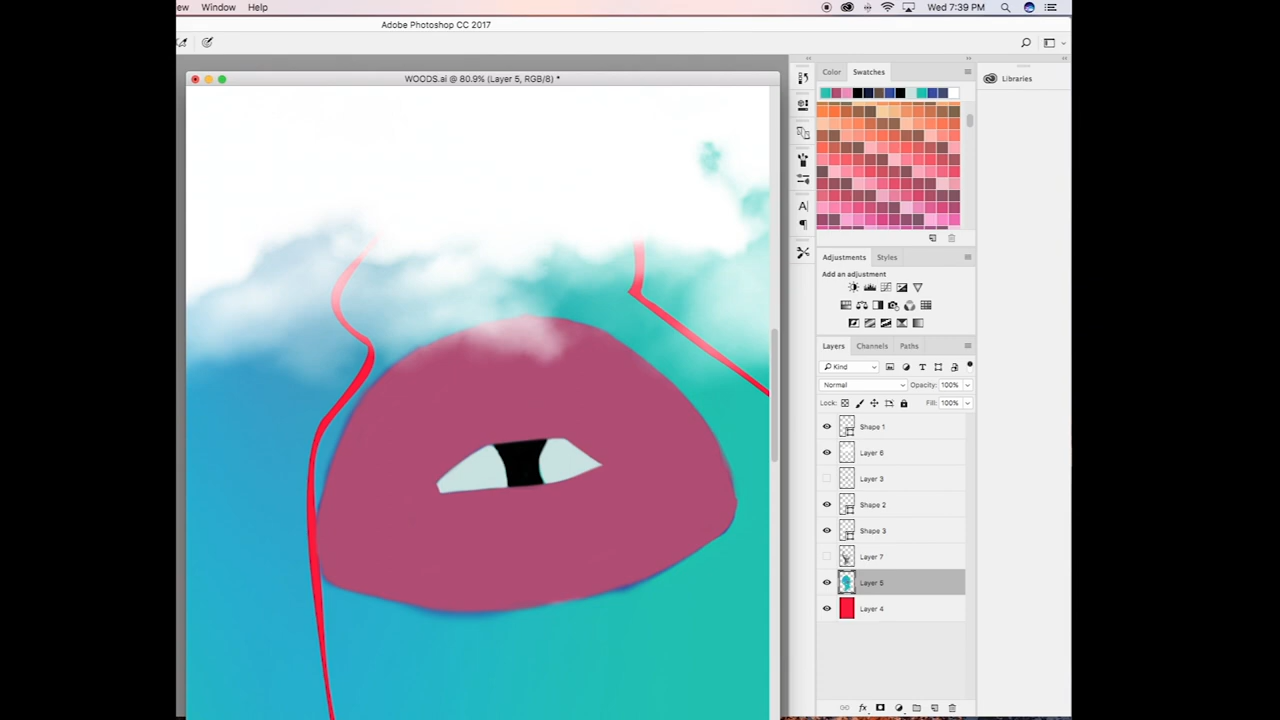 ew Window Help
Wed 7:39 PM
Adobe Photoshop CC 2017
WOODS.ai @ 80.9% (Layer 5, RGB/8) *
Color Swatches
Libraries
Adjustments Styles
Add an adjustment
Layers Channels Paths
Kind
Normal Opacity: 100%
Lock: Fill: 100%
Shape 1
Layer 6
Layer 3
Shape 2
Shape 3
Layer 7
Layer 5
Layer 4
fx